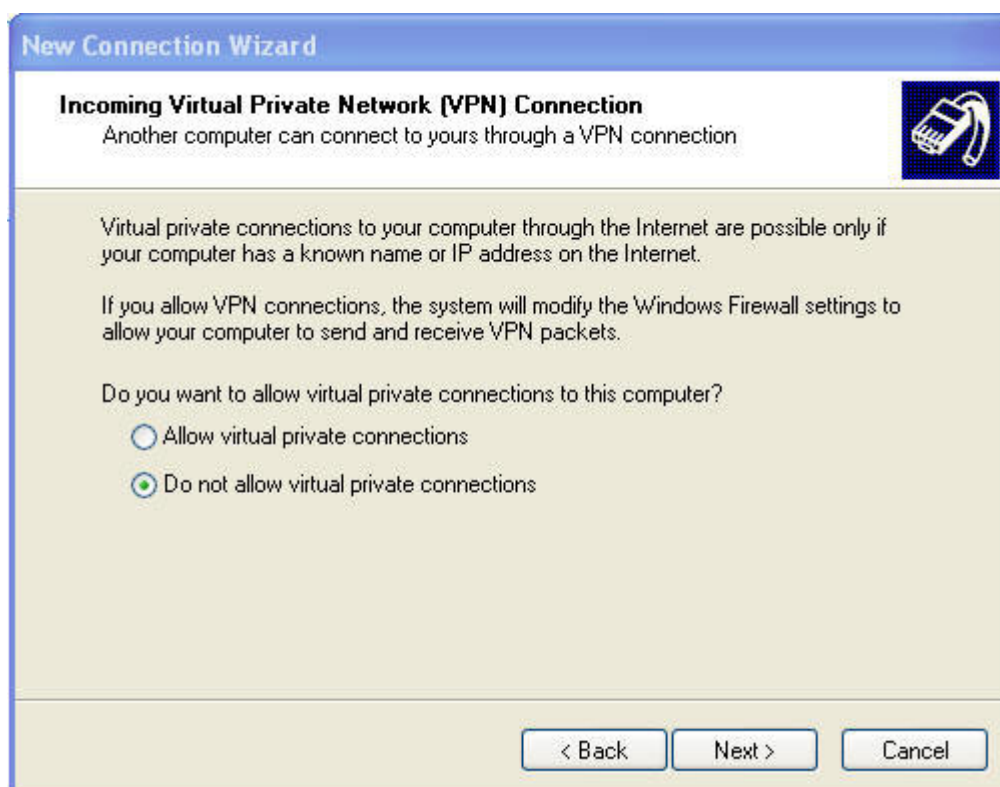 New Connection Wizard
Incoming Virtual Private Network (VPN) Connection
Another computer can connect to yours through a VPN connection
Virtual private connections to your computer through the Internet are possible only if
your computer has a known name or IP address on the Internet.
If you allow VPN connections, the system will modify the Windows Firewall settings to
allow your computer to send and receive VPN packets.
Do you want to allow virtual private connections to this computer?
Allow virtual private connections
Do not allow virtual private connections
< Back
Next >
Cancel